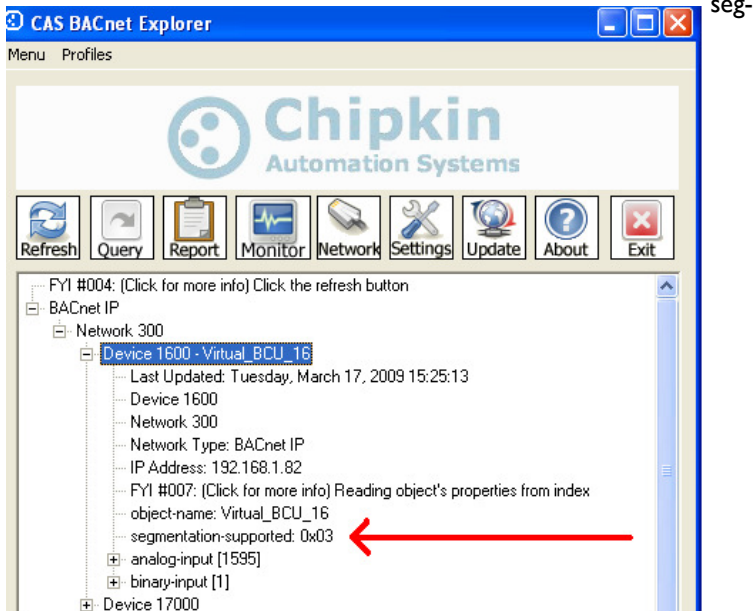 seg-
CAS BACnet Explorer
Menu Profiles
Chipkin
Automation Systems
Refresh Query Report Monitor Network Settings Update About Exit
FYI #004: (Click for more info) Click the refresh button
BACnet IP
Network 300
Device 1600 - Virtual_BCU_16
Last Updated: Tuesday, March 17, 2009 15:25:13
Device 1600
Network 300
Network Type: BACnet IP
IP Address: 192.168.1.82
FYI #007: (Click for more info) Reading object's properties from index
object-name: Virtual_BCU_16
segmentation-supported: 0x03
analog-input [1595]
binary-input [1]
Device 17000